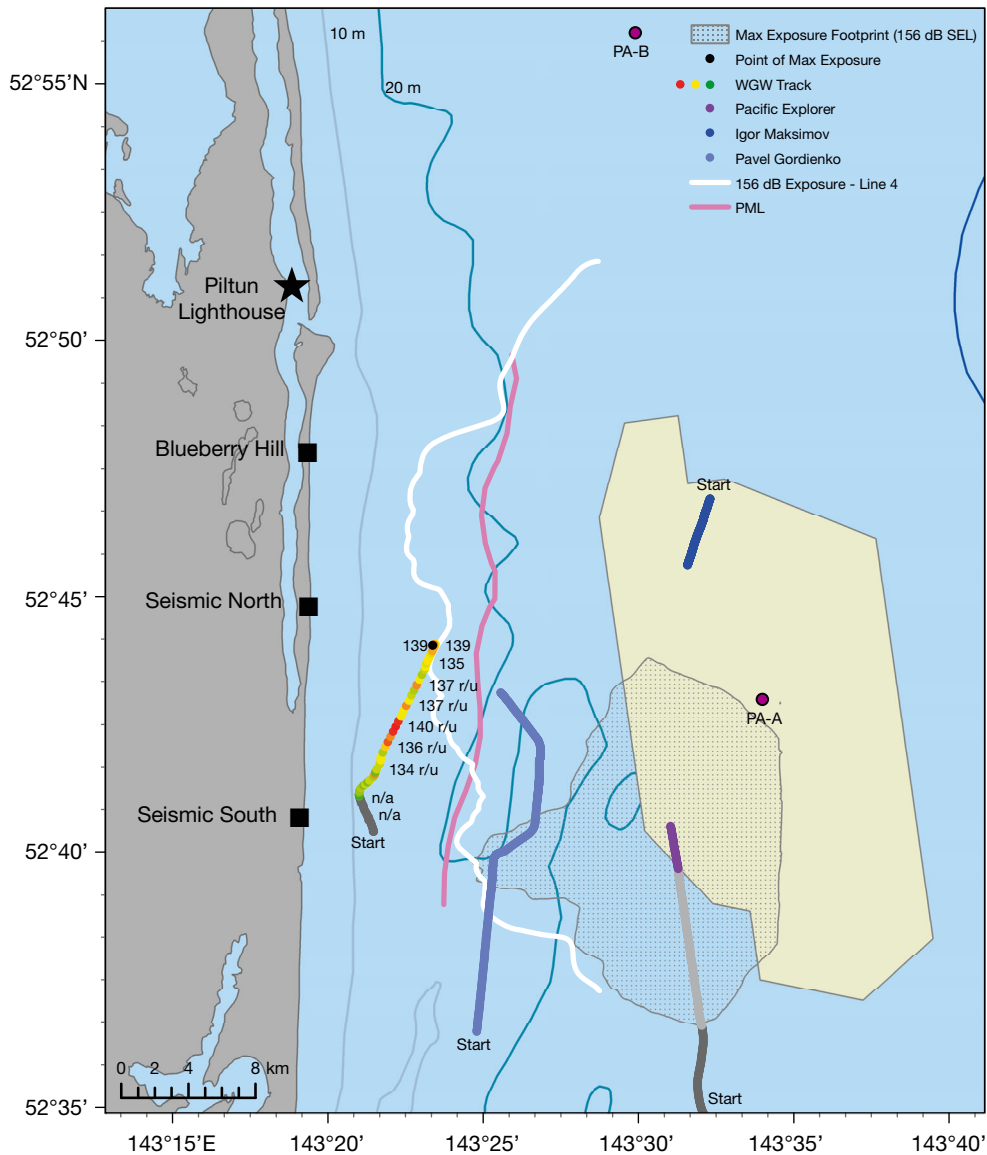 10 m
20 m
PA-B
Max Exposure Footprint (156 dB SEL)
Point of Max Exposure
WGW Track
Pacific Explorer
Igor Maksimov
Pavel Gordienko
156 dB Exposure - Line 4
PML
52°55’N
52°50’
52°45’
52°40’
52°35’
Piltun
Lighthouse
Blueberry Hill
Seismic North
Seismic South
Start
139 139
135
137 r/u
137 r/u
140 r/u
136 r/u
134 r/u
n/a
n/a
Start
PA-A
Start
Start
0 2 4 8 km
143°15’E
143°20’
143°25’
143°30’
143°35’
143°40’